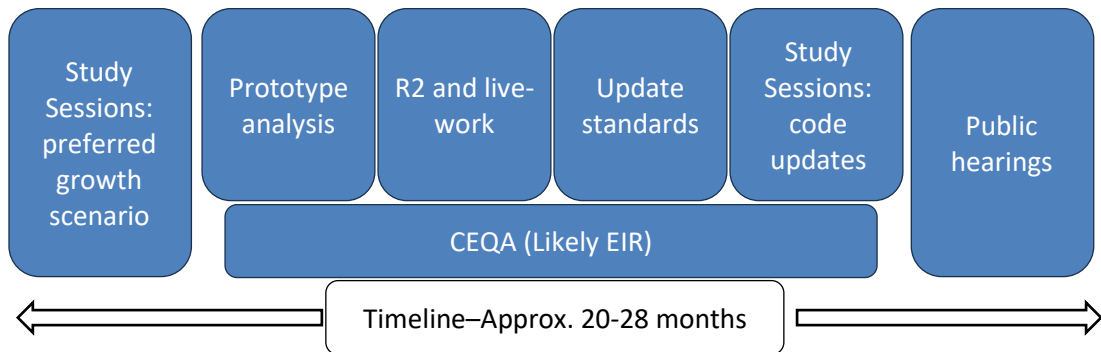 Study
Sessions:
preferred
growth
scenario
Prototype
analysis
R2 and live-
work
Update
standards
Study
Sessions:
code
updates
Public
hearings
CEQA (Likely EIR)
Timeline–Approx. 20-28 months